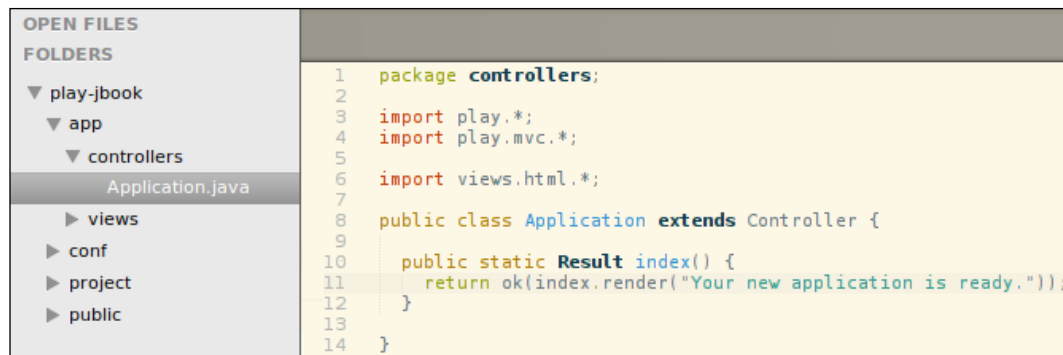 OPEN FILES
FOLDERS
play-jbook
app
controllers
Application.java
views
conf
project
public
1 package controllers;
2
3 import play.*;
4 import play.mvc.*;
5
6 import views.html.*;
7
8 public class Application extends Controller {
9
10 public static Result index() {
11 return ok(index.render("Your new application is ready."));
12 }
13
14 }